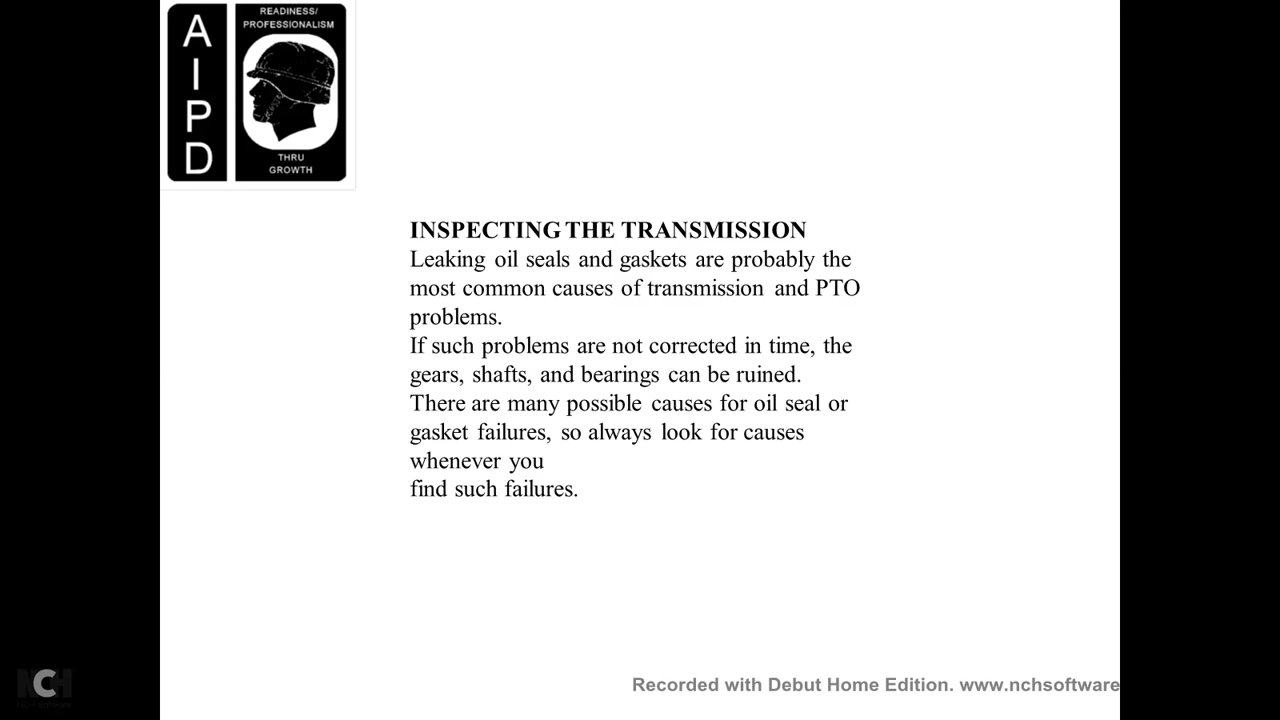 AIPD
READINESS/
PROFESSIONALISM
THRU
GROWTH
INSPECTING THE TRANSMISSION
Leaking oil seals and gaskets are probably the
most common causes of transmission and PTO
problems.
If such problems are not corrected in time, the
gears, shafts, and bearings can be ruined.
There are many possible causes for oil seal or
gasket failures, so always look for causes
whenever you
find such failures.
NCH
NCH Software
Recorded with Debut Home Edition. www.nchsoftware